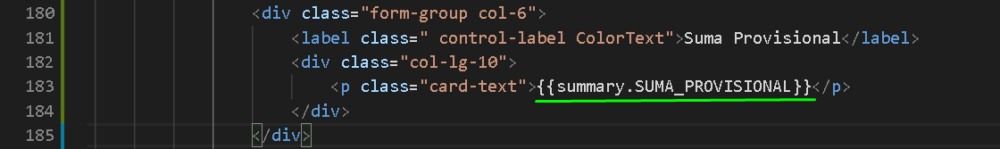 180 <div class="form-group col-6">
181 <label class=" control-label ColorText">Suma Provisional</label>
182 <div class="col-lg-10">
183 <p class="card-text">{{summary.SUMA_PROVISIONAL}}</p>
184 </div>
185 </div>